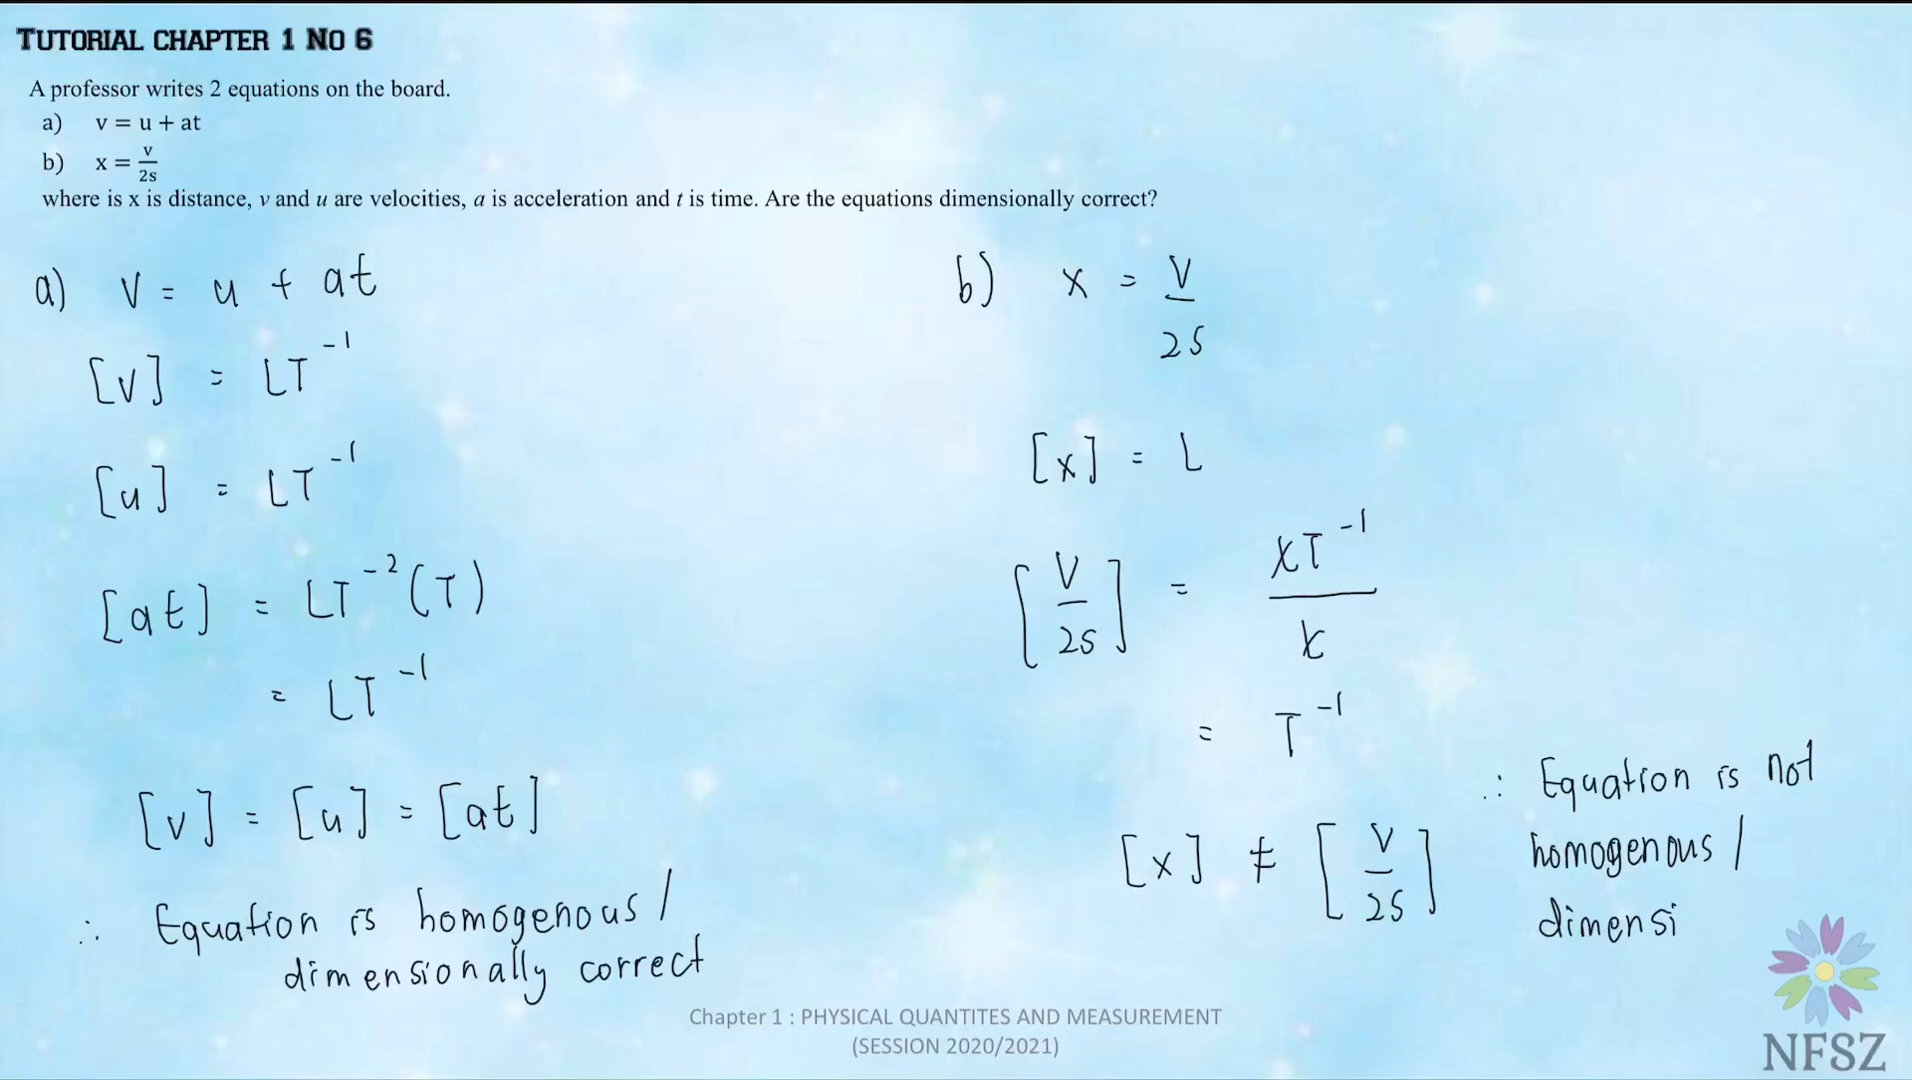 TUTORIAL CHAPTER 1 NO 6
A professor writes 2 equations on the board.
a) v = u + at
b) x = v/2s
where is x is distance, v and u are velocities, a is acceleration and t is time. Are the equations dimensionally correct?
a) v = u + at
[v] = LT⁻¹
[u] = LT⁻¹
[at] = LT⁻²(T)
= LT⁻¹
[v] = [u] = [at]
∴ Equation is homogenous /
dimensionally correct
b) x = v/2s
[x] = L
[v/2s] = LT⁻¹/L
= T⁻¹
[x] ≠ [v/2s]
∴ Equation is not
homogenous /
dimensi
Chapter 1 : PHYSICAL QUANTITES AND MEASUREMENT
(SESSION 2020/2021)
NFSZ